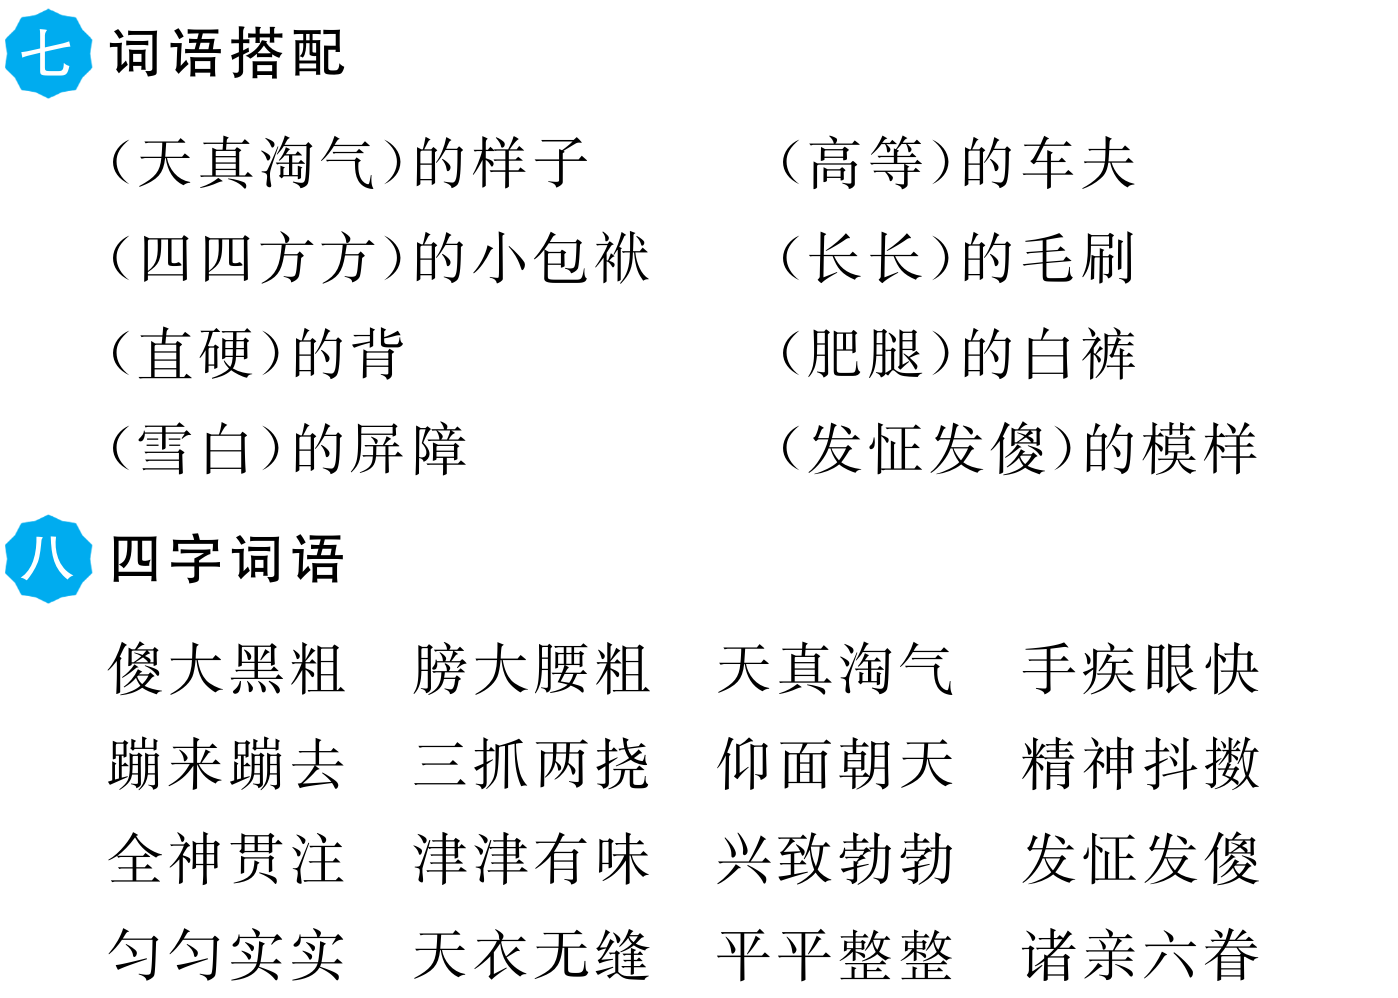 七 词语搭配
（天真淘气）的样子 （高等）的车夫
（四四方方）的小包袱 （长长）的毛刷
（直硬）的背 （肥腿）的白裤
（雪白）的屏障 （发怔发傻）的模样
八 四字词语
傻大黑粗 膀大腰粗 天真淘气 手疾眼快
蹦来蹦去 三抓两挠 仰面朝天 精神抖擞
全神贯注 津津有味 兴致勃勃 发怔发傻
匀匀实实 天衣无缝 平平整整 诸亲六眷